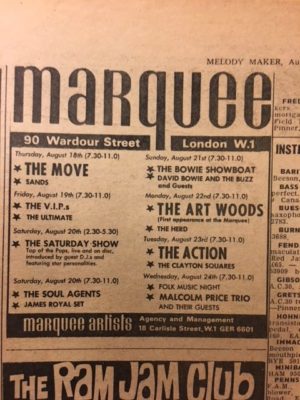 MELODY MAKER, Au
marquee
90 Wardour Street London W.1
Thursday, August 18th (7.30-11.0)
★ THE MOVE
★ SANDS
Friday, August 19th (7.30-11.0)
★ THE V.I.P.s
★ THE ULTIMATE
Saturday, August 20th (2.30-5.30)
★ THE SATURDAY SHOW
Top of the Pops, live and on disc,
introduced by guest D.J.s and
featuring star personalities.
Saturday, August 20th (7.30-11.0)
★ THE SOUL AGENTS
★ JAMES ROYAL SET
Sunday, August 21st (7.30-11.0)
★ THE BOWIE SHOWBOAT
★ DAVID BOWIE AND THE BUZZ
and Guests
Monday, August 22nd (7.30-11.0)
★ THE ART WOODS
(First appearance at the Marquee)
★ THE HERD
Tuesday, August 23rd (7.30-11.0)
★ THE ACTION
★ THE CLAYTON SQUARES
Wednesday, August 24th (7.30-11.0)
★ FOLK MUSIC NIGHT
★ MALCOLM PRICE TRIO
AND THEIR GUESTS
marquee artists Agency and Management
18 Carlisle Street, W.1 GER 6601
THE RAM JAM CLUB
FREE
INST